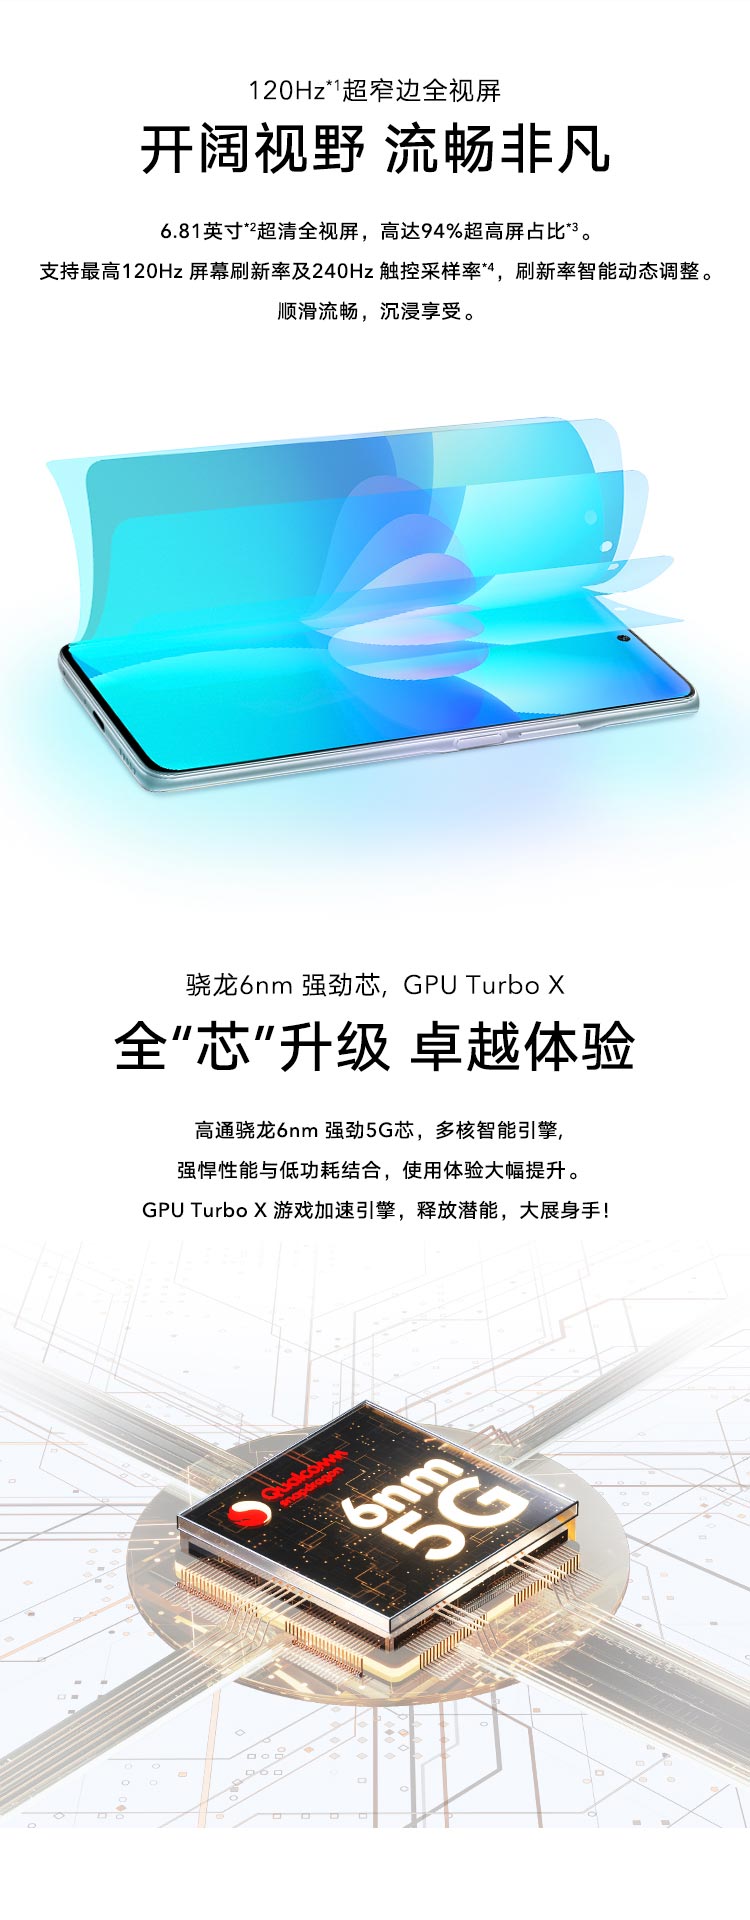 120Hz*1超窄边全视屏
开阔视野 流畅非凡
6.81英寸*2超清全视屏，高达94%超高屏占比*3。
支持最高120Hz 屏幕刷新率及240Hz 触控采样率*4，刷新率智能动态调整。
顺滑流畅，沉浸享受。
骁龙6nm 强劲芯，GPU Turbo X
全“芯”升级 卓越体验
高通骁龙6nm 强劲5G芯，多核智能引擎,
强悍性能与低功耗结合，使用体验大幅提升。
GPU Turbo X 游戏加速引擎，释放潜能，大展身手！
Qualcomm
snapdragon
6nm
5G